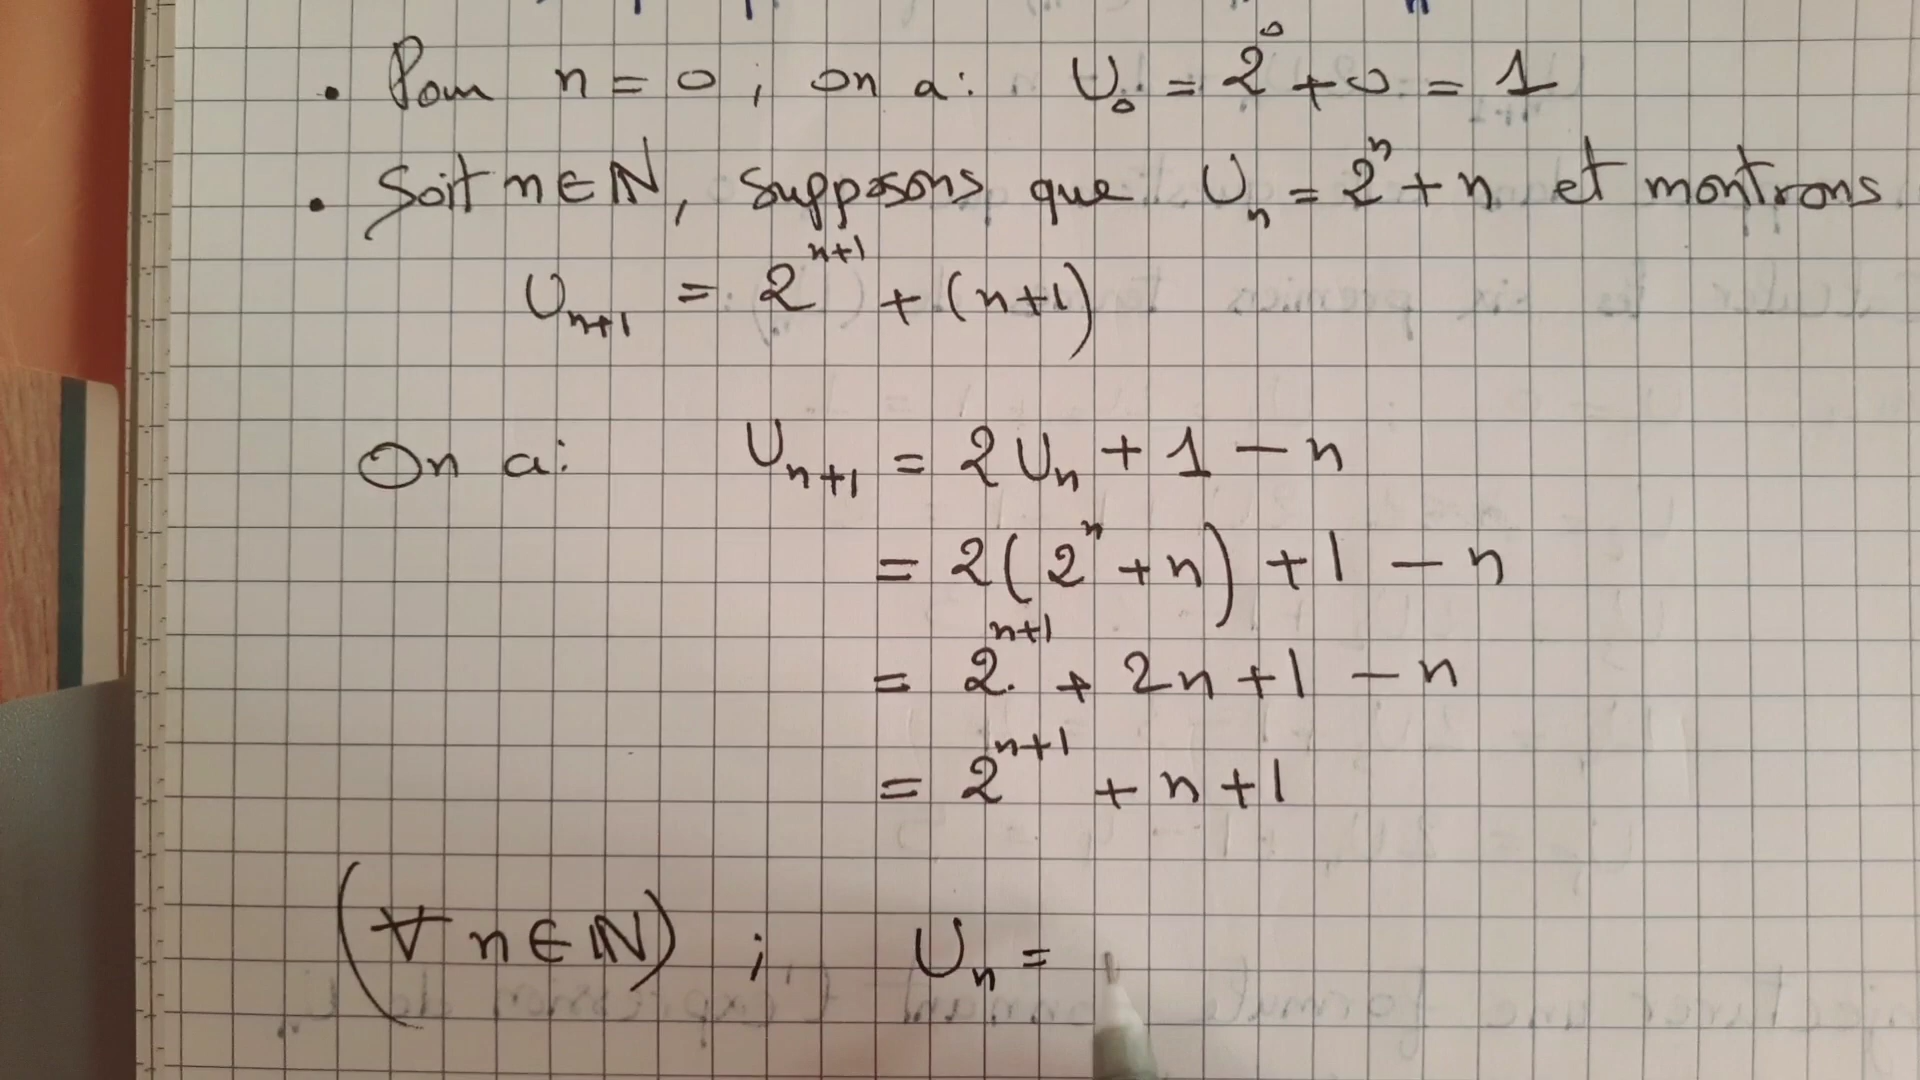 • Pour n = 0 ; on a : U₀ = 2⁰ + 0 = 1
• Soit n ∈ ℕ, supposons que Uₙ = 2ⁿ + n et montrons
Uₙ₊₁ = 2ⁿ⁺¹ + (n+1)
On a : Uₙ₊₁ = 2Uₙ + 1 − n
= 2(2ⁿ + n) + 1 − n
= 2ⁿ⁺¹ + 2n + 1 − n
= 2ⁿ⁺¹ + n + 1
(∀ n ∈ ℕ) ; Uₙ =